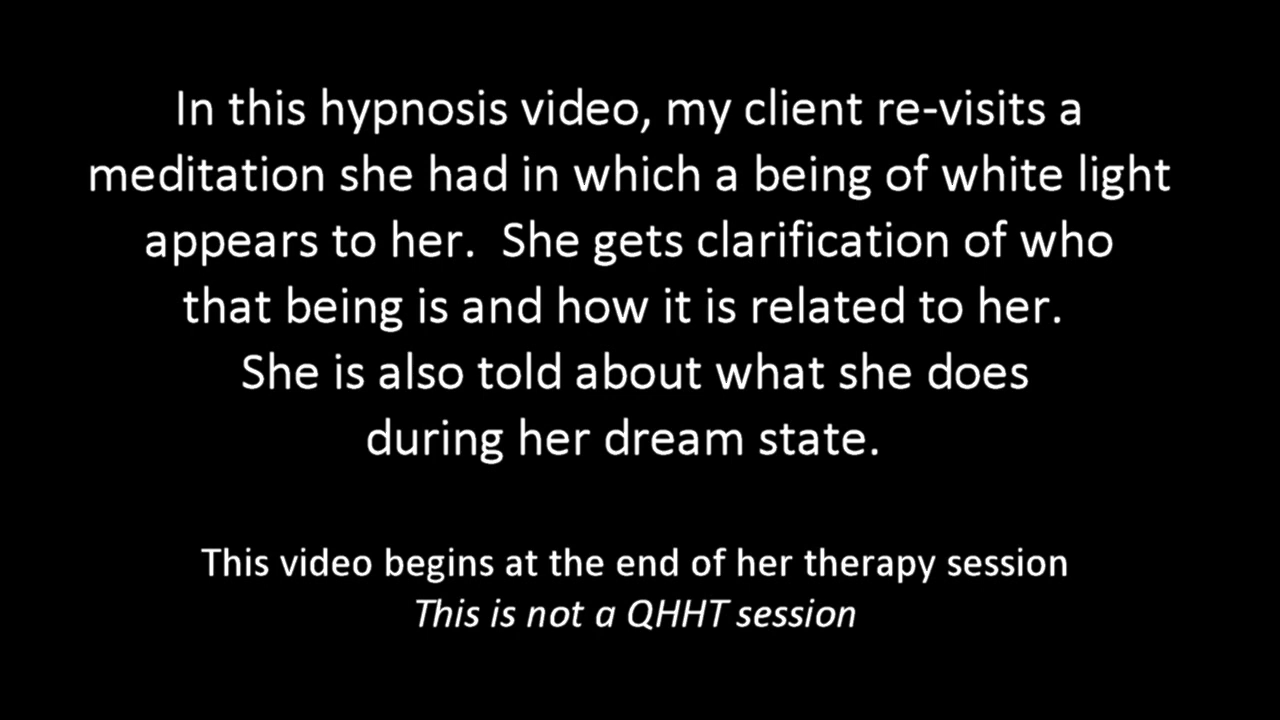 In this hypnosis video, my client re-visits a
meditation she had in which a being of white light
appears to her.  She gets clarification of who
that being is and how it is related to her.
She is also told about what she does
during her dream state.
This video begins at the end of her therapy session
This is not a QHHT session